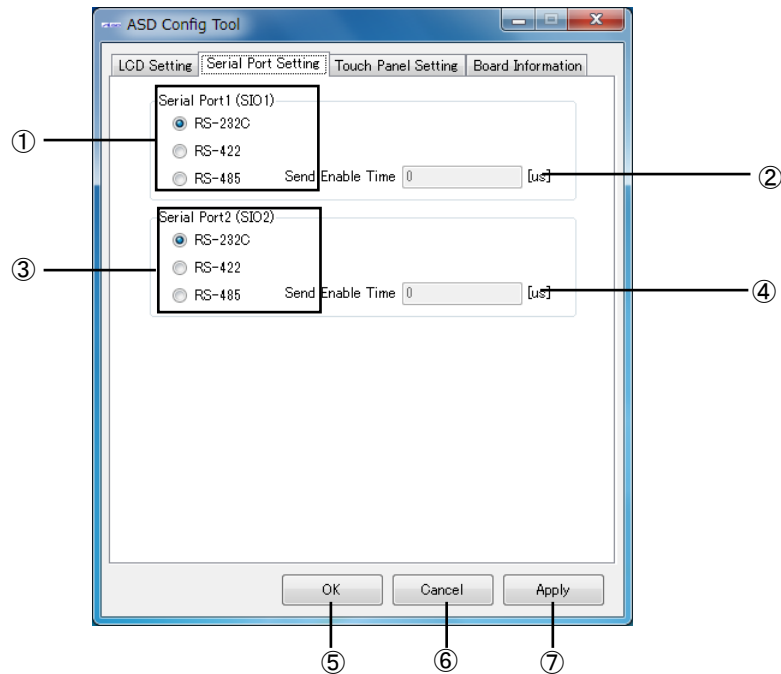 ASD Config Tool
LCD Setting Serial Port Setting Touch Panel Setting Board Information
Serial Port1 (SIO1)
RS-232C
①
RS-422
RS-485 Send Enable Time 0 [us]
②
Serial Port2 (SIO2)
RS-232C
③
RS-422
RS-485 Send Enable Time 0 [us]
④
OK Cancel Apply
⑤ ⑥ ⑦